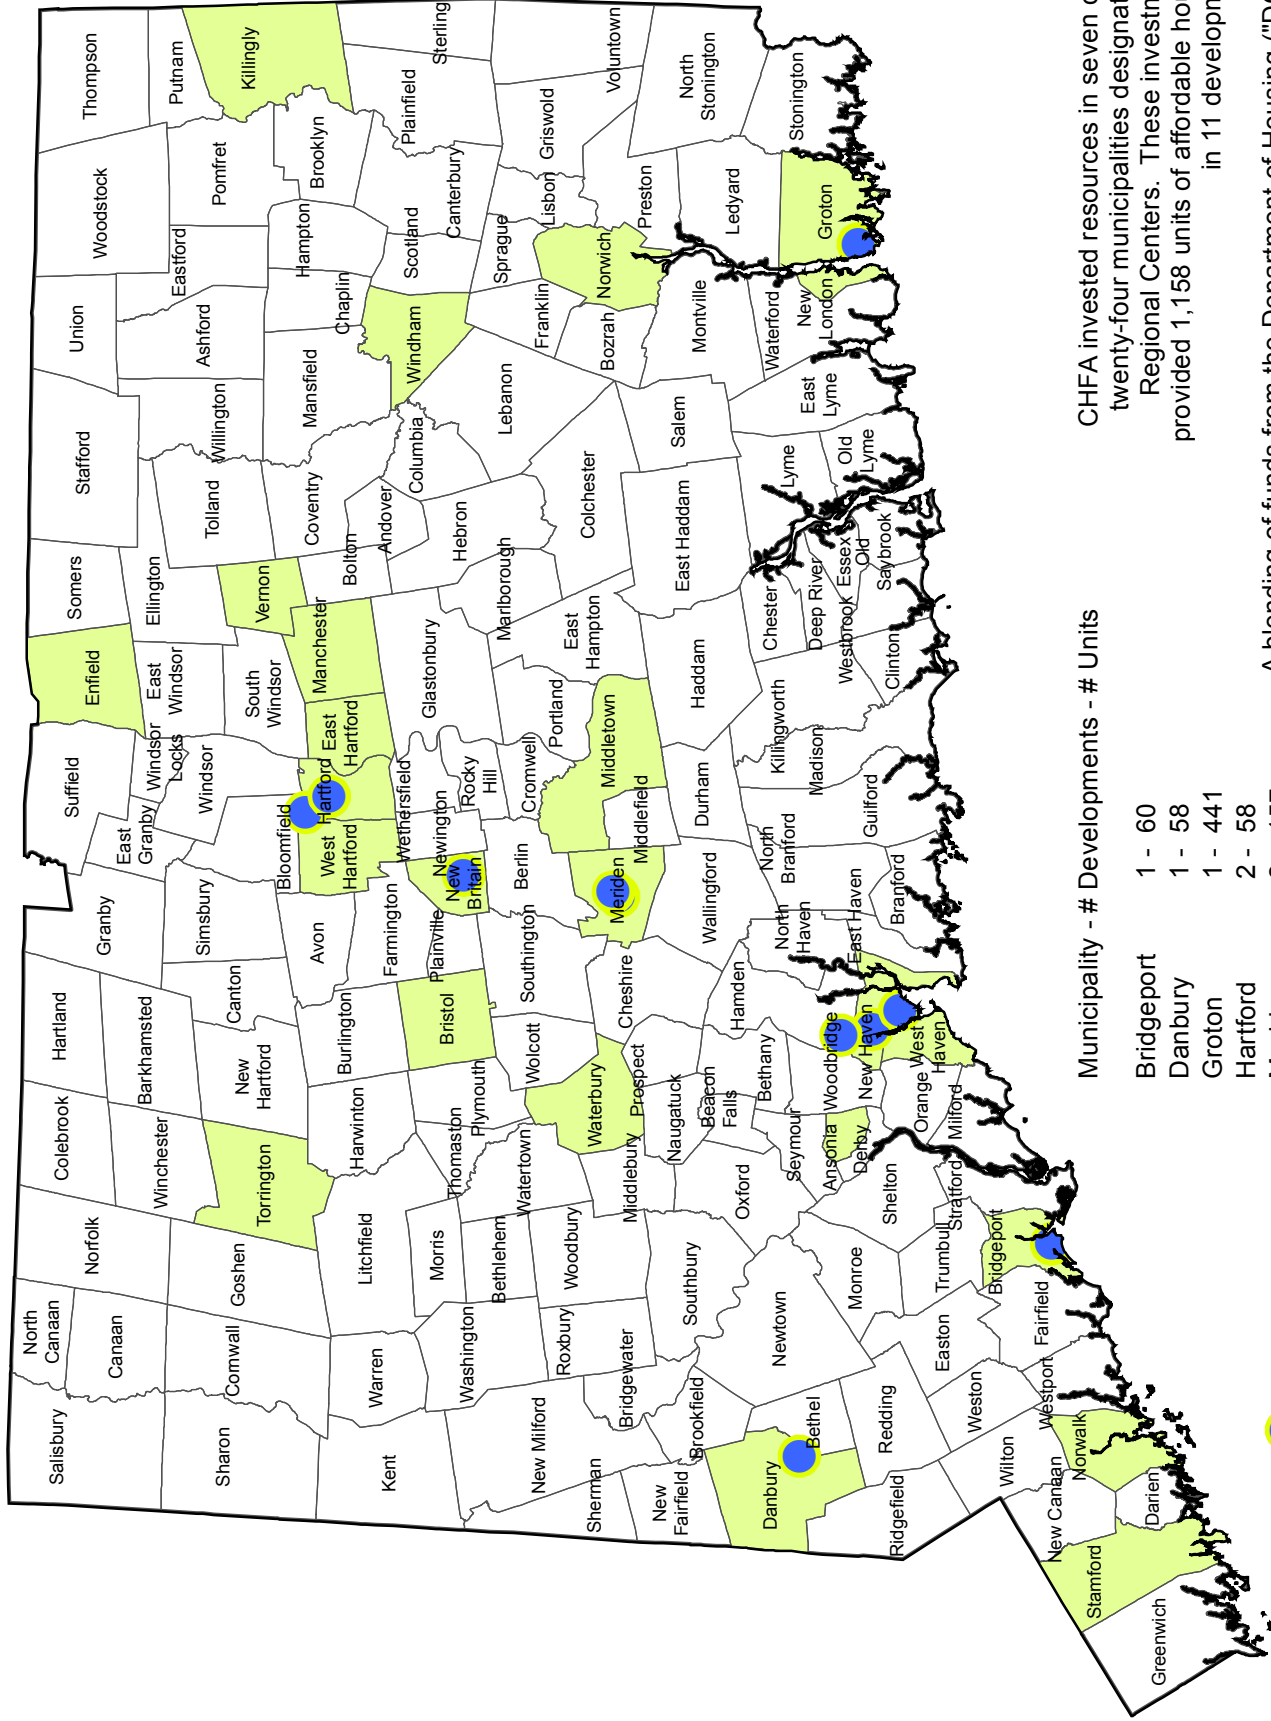 Salisbury
North
Canaan
Canaan
Norfolk
Colebrook
Hartland
Granby
Suffield
Enfield
Somers
Stafford
Union
Woodstock
Thompson
Sharon
Cornwall
Goshen
Winchester
Barkhamsted
East
Granby
Windsor
Locks
East
Windsor
Ellington
Willington
Ashford
Eastford
Pomfret
Putnam
Killingly
Torrington
New
Hartford
Canton
Simsbury
Windsor
South
Windsor
Vernon
Tolland
Kent
Warren
Litchfield
Harwinton
Burlington
Avon
Bloomfield
West
Hartford
Hartford
East
Hartford
Manchester
Bolton
Coventry
Mansfield
Chaplin
Hampton
Brooklyn
Washington
Morris
Thomaston
Plymouth
Bristol
Farmington
Plainville
Newington
New
Britain
Wethersfield
Glastonbury
Hebron
Andover
Columbia
Windham
Scotland
Canterbury
Plainfield
Sterling
New Milford
Roxbury
Bethlehem
Woodbury
Watertown
Wolcott
Southington
Berlin
Rocky
Hill
Cromwell
Portland
Marlborough
East
Hampton
Colchester
Lebanon
Franklin
Bozrah
Norwich
Sprague
Lisbon
Griswold
Voluntown
Sherman
Bridgewater
Southbury
Middlebury
Waterbury
Prospect
Naugatuck
Cheshire
Meriden
Middlefield
Middletown
Haddam
East Haddam
Salem
Montville
Preston
Ledyard
North
Stonington
New
Fairfield
Brookfield
Newtown
Oxford
Beacon
Falls
Bethany
Hamden
Wallingford
Durham
Killingworth
Chester
Deep River
Essex
Lyme
East
Lyme
Waterford
New
London
Groton
Stonington
Danbury
Bethel
Monroe
Seymour
Ansonia
Derby
Woodbridge
New Haven
North
Haven
North
Branford
East Haven
Branford
Guilford
Madison
Clinton
Westbrook
Old
Saybrook
Old
Lyme
Ridgefield
Redding
Easton
Trumbull
Shelton
Stratford
Orange
Milford
West
Haven
Wilton
Weston
Westport
Fairfield
Bridgeport
New Canaan
Norwalk
Darien
Stamford
Greenwich
Municipality - # Developments - # Units
Bridgeport 1 - 60
Danbury 1 - 58
Groton 1 - 441
Hartford 2 - 58
CHFA invested resources in seven
twenty-four municipalities
Regional Centers. These
provided 1,158 units of affordable
in 11
A blending of funds from the Department of Housing